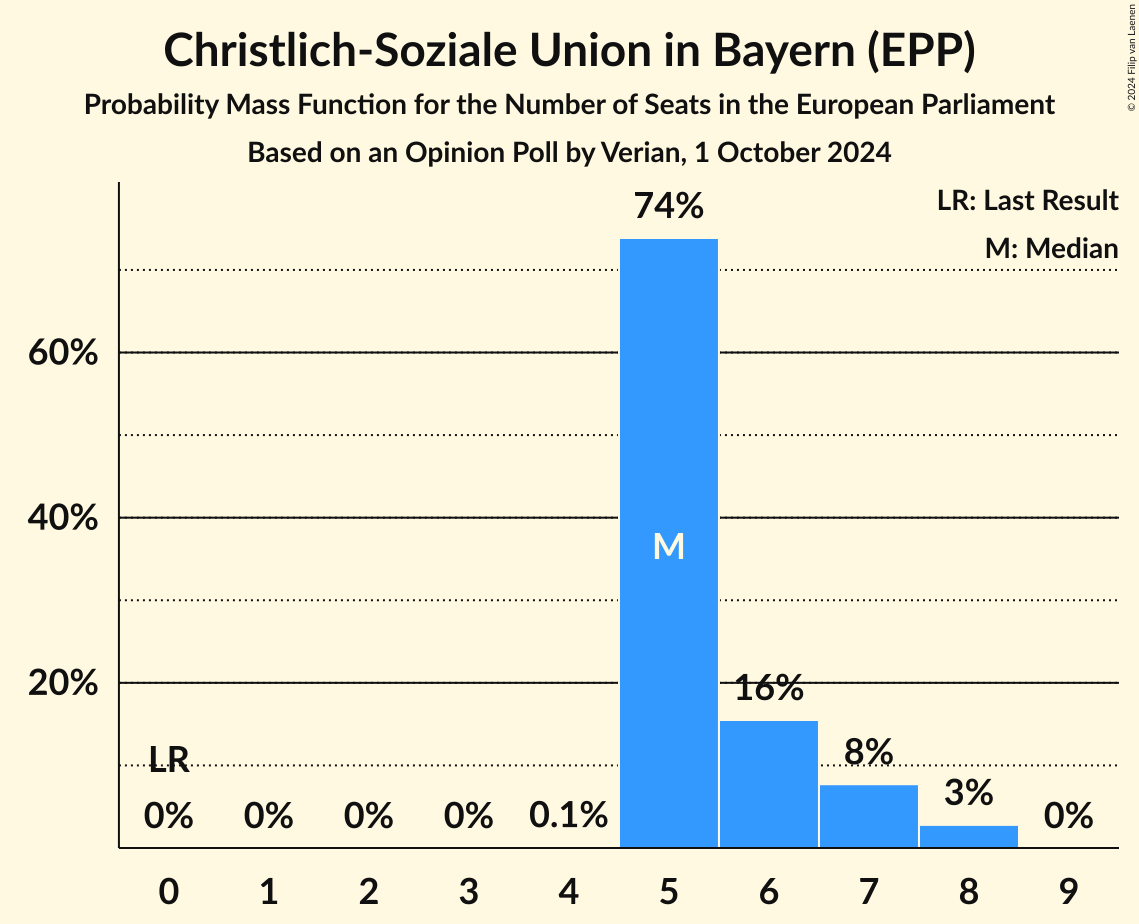 Christlich-Soziale Union in Bayern (EPP)
Probability Mass Function for the Number of Seats in the European Parliament
Based on an Opinion Poll by Verian, 1 October 2024
© 2024 Filip van Laenen
LR: Last Result
M: Median
74%
60%
40%
M
20%
16%
LR
8%
3%
0% 0% 0% 0% 0.1% 0%
0 1 2 3 4 5 6 7 8 9